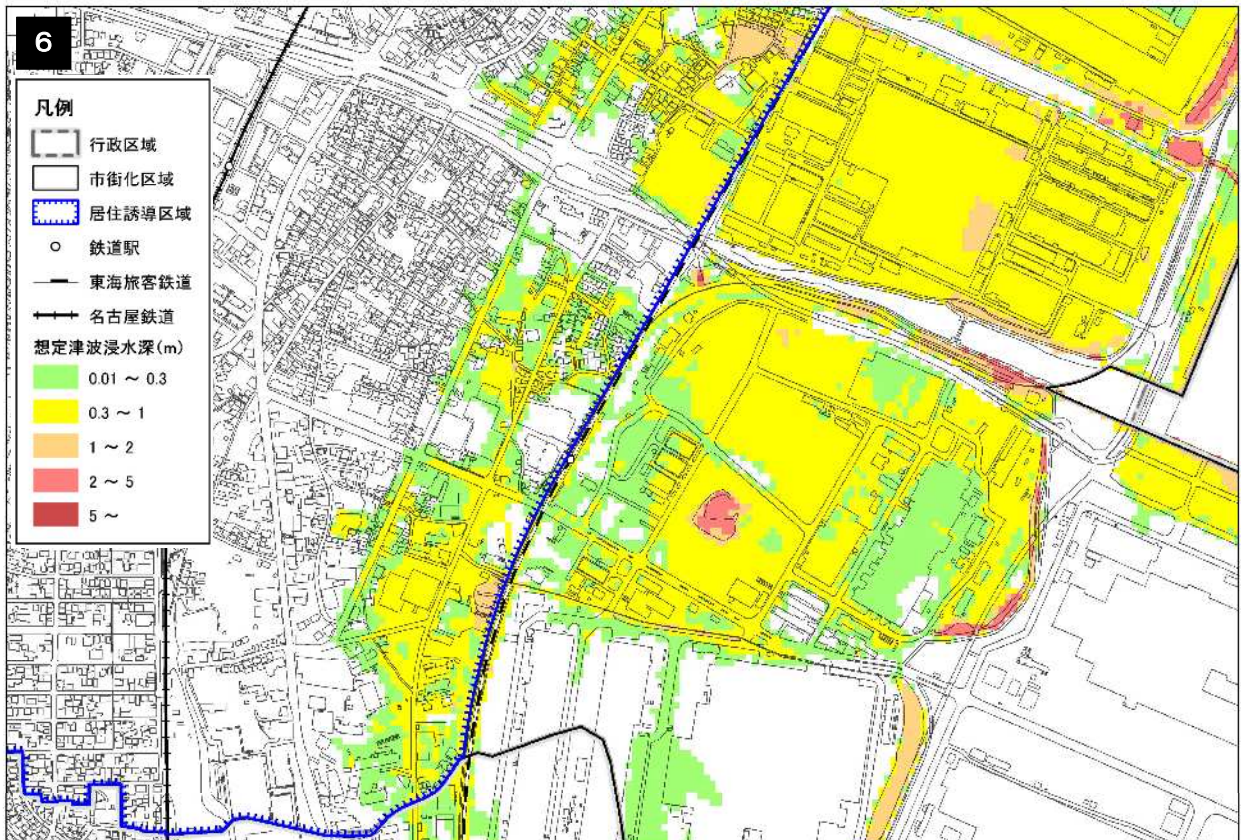 6
凡例
行政区域
市街化区域
居住誘導区域
鉄道駅
東海旅客鉄道
名古屋鉄道
想定津波浸水深(m)
0.01 ~ 0.3
0.3 ~ 1
1 ~ 2
2 ~ 5
5 ~